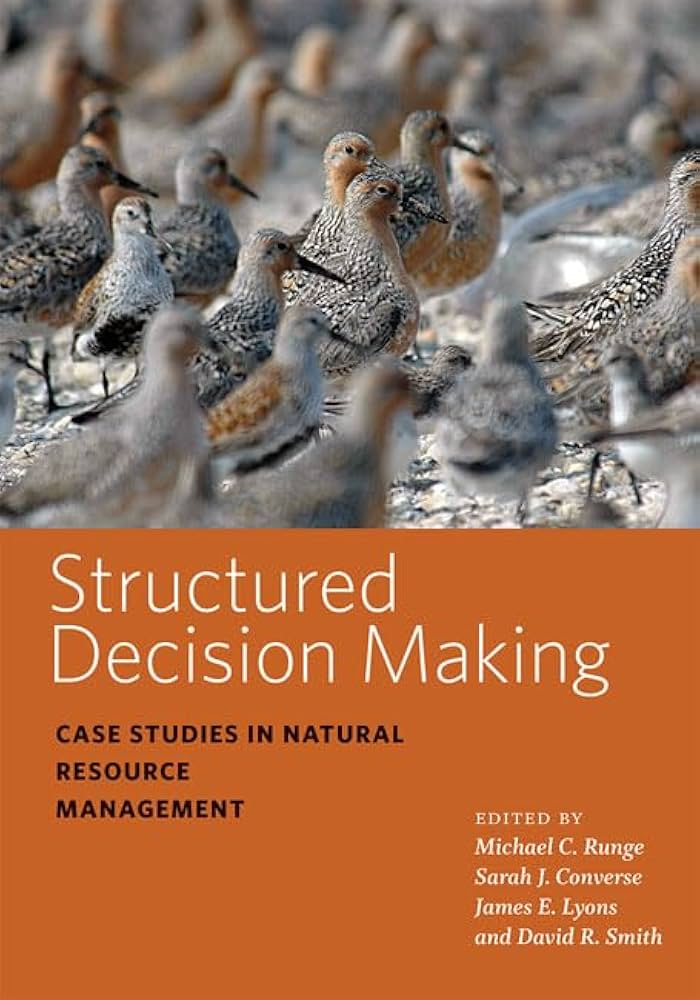 Structured
Decision Making
CASE STUDIES IN NATURAL
RESOURCE
MANAGEMENT
EDITED BY
Michael C. Runge
Sarah J. Converse
James E. Lyons
and David R. Smith